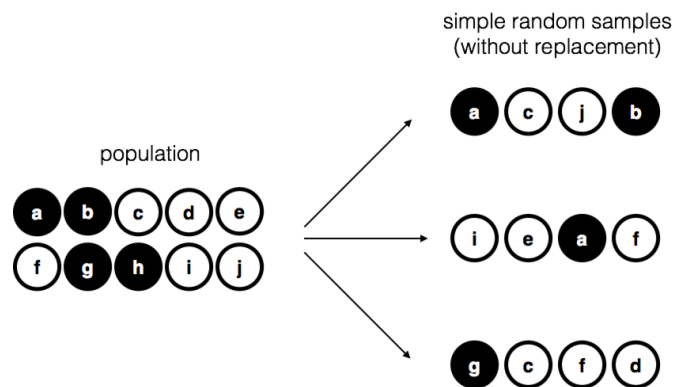 simple random samples
(without replacement)
a c j b
population
a b c d e
f g h i j
i e a f
g c f d